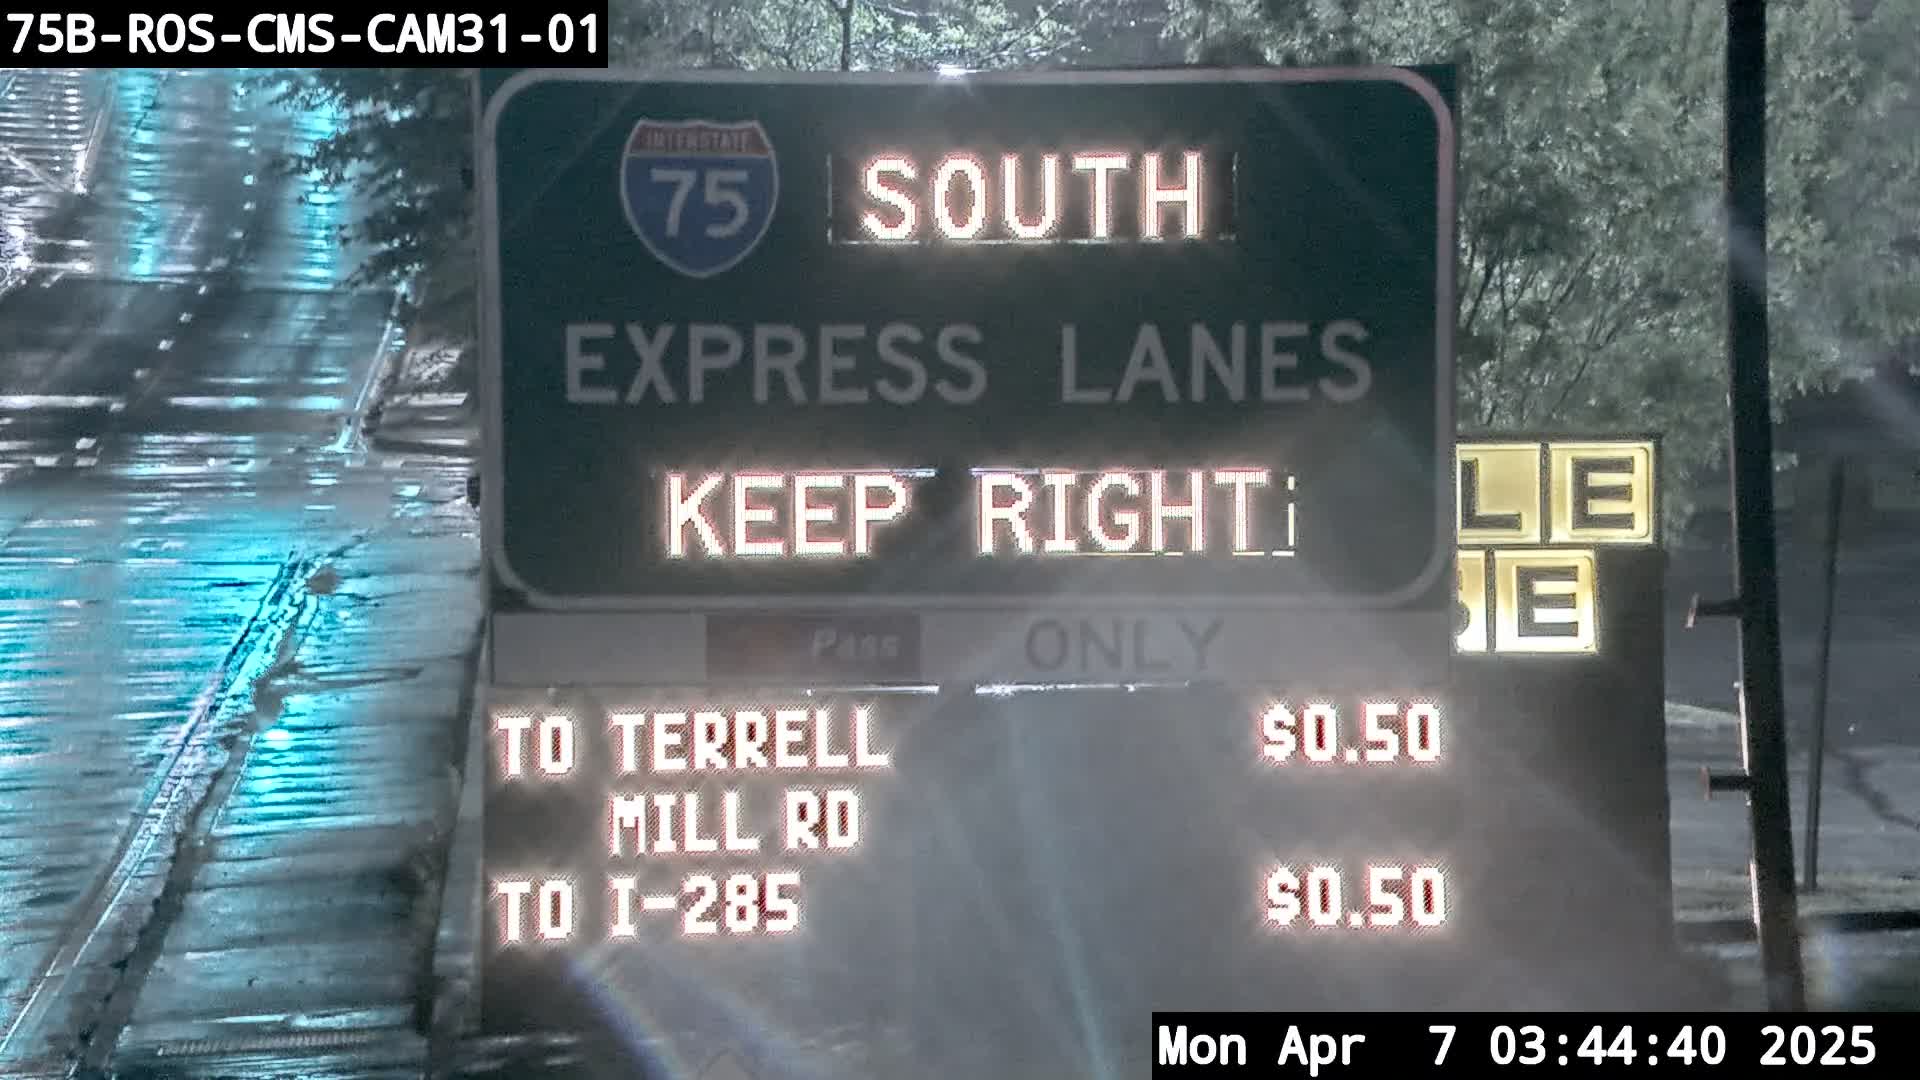 75B-ROS-CMS-CAM31-01
INTERSTATE
75
SOUTH
EXPRESS LANES
KEEP RIGHT
Pass ONLY
LE
E
TO TERRELL $0.50
MILL RD
TO I-285 $0.50
Mon Apr 7 03:44:40 2025